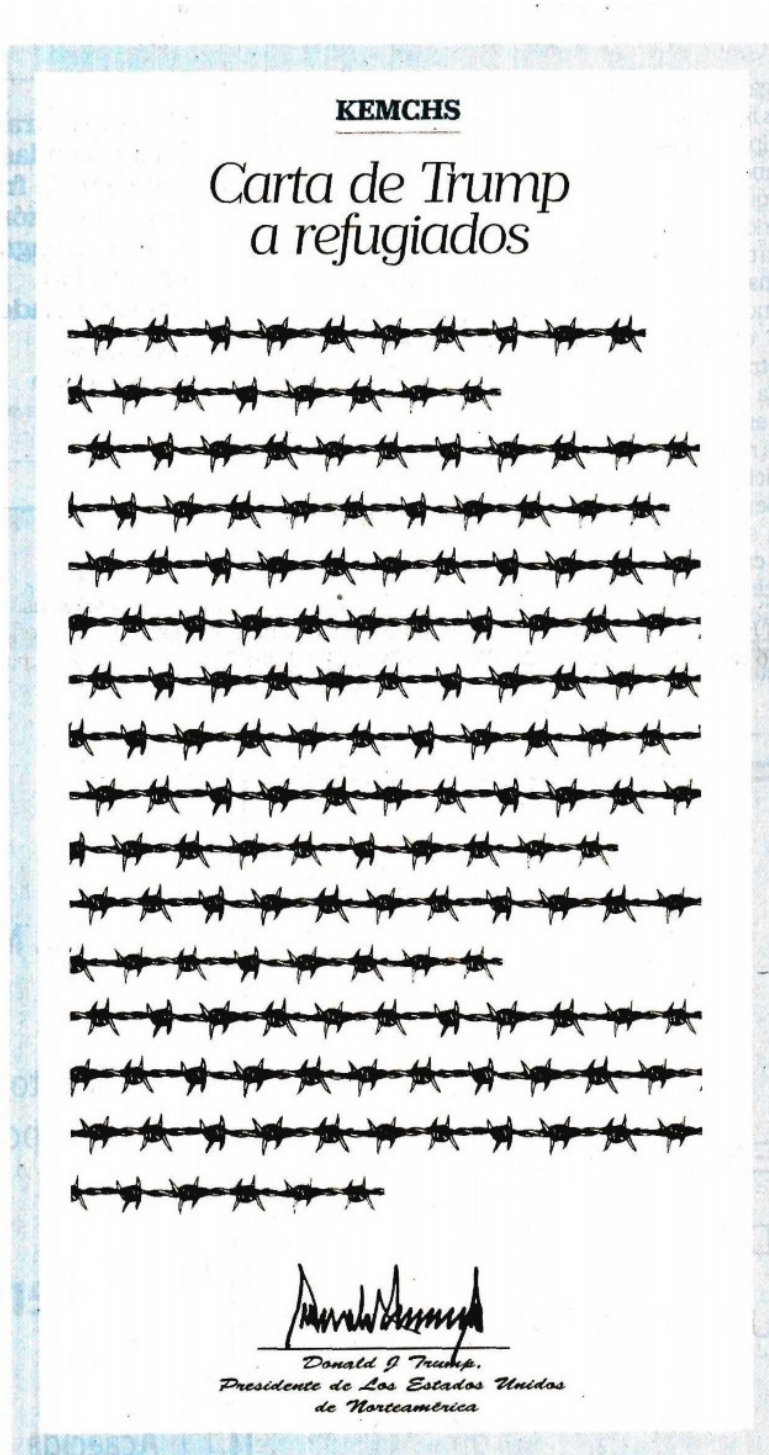 KEMCHS
Carta de Trump
a refugiados
Donald J Trump,
Presidente de Los Estados Unidos
de Norteamérica